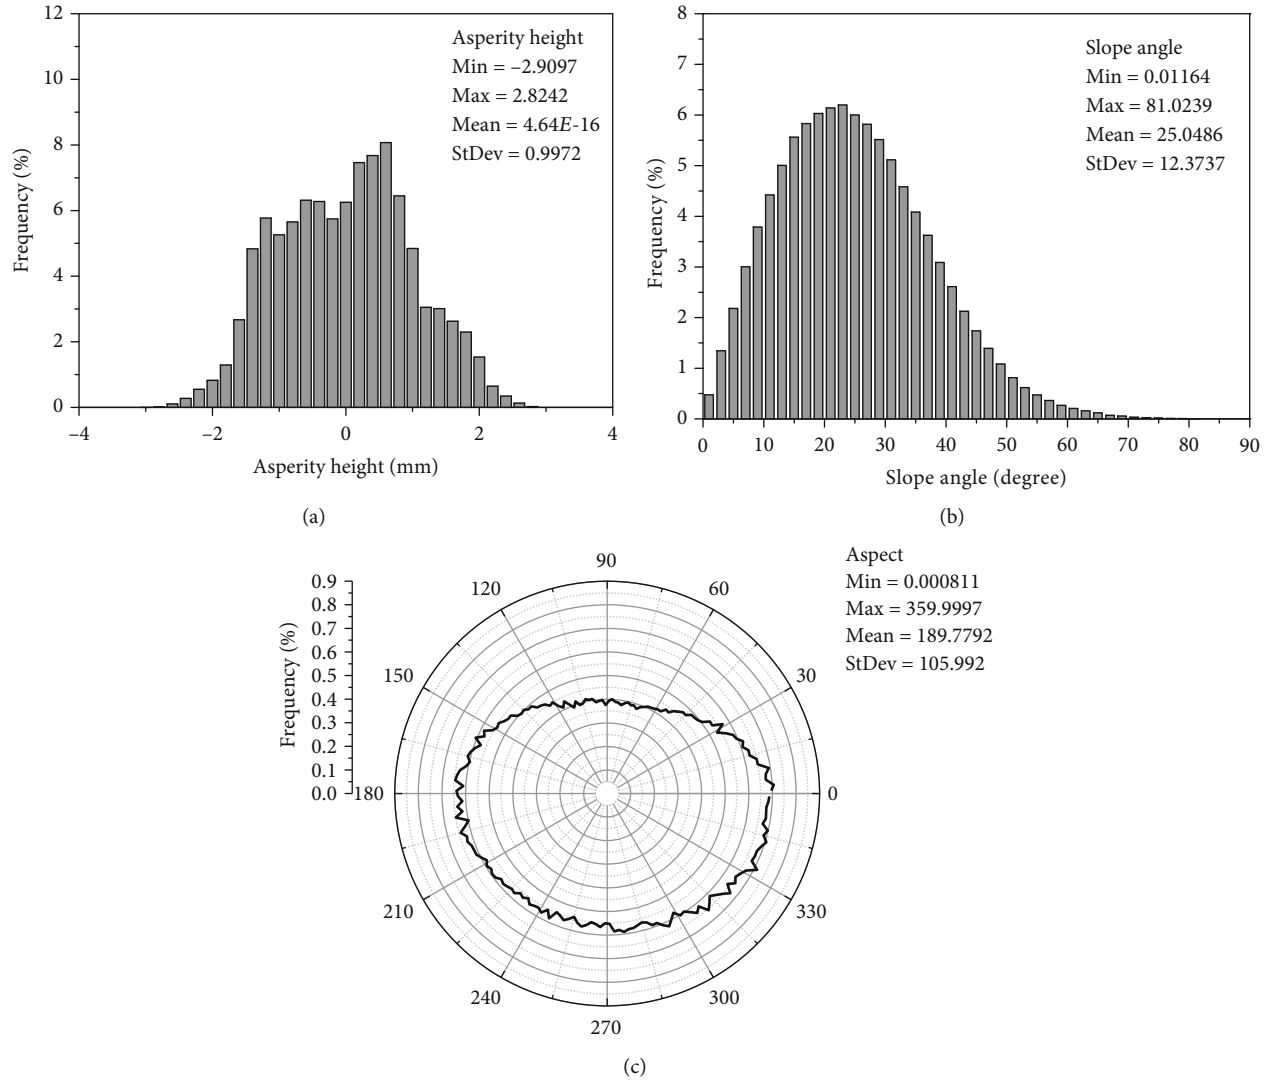 12
10
8
6
4
2
0
Frequency (%)
Asperity height
Min = –2.9097
Max = 2.8242
Mean = 4.64E-16
StDev = 0.9972
–4
–2
0
2
4
Asperity height (mm)
(a)
8
7
6
5
4
3
2
1
0
Frequency (%)
Slope angle
Min = 0.01164
Max = 81.0239
Mean = 25.0486
StDev = 12.3737
0
10
20
30
40
50
60
70
80
90
Slope angle (degree)
(b)
0.9
0.8
0.7
0.6
0.5
0.4
0.3
0.2
0.1
0.0
Frequency (%)
90
60
30
0
330
300
270
240
210
180
150
120
Aspect
Min = 0.000811
Max = 359.9997
Mean = 189.7792
StDev = 105.992
(c)